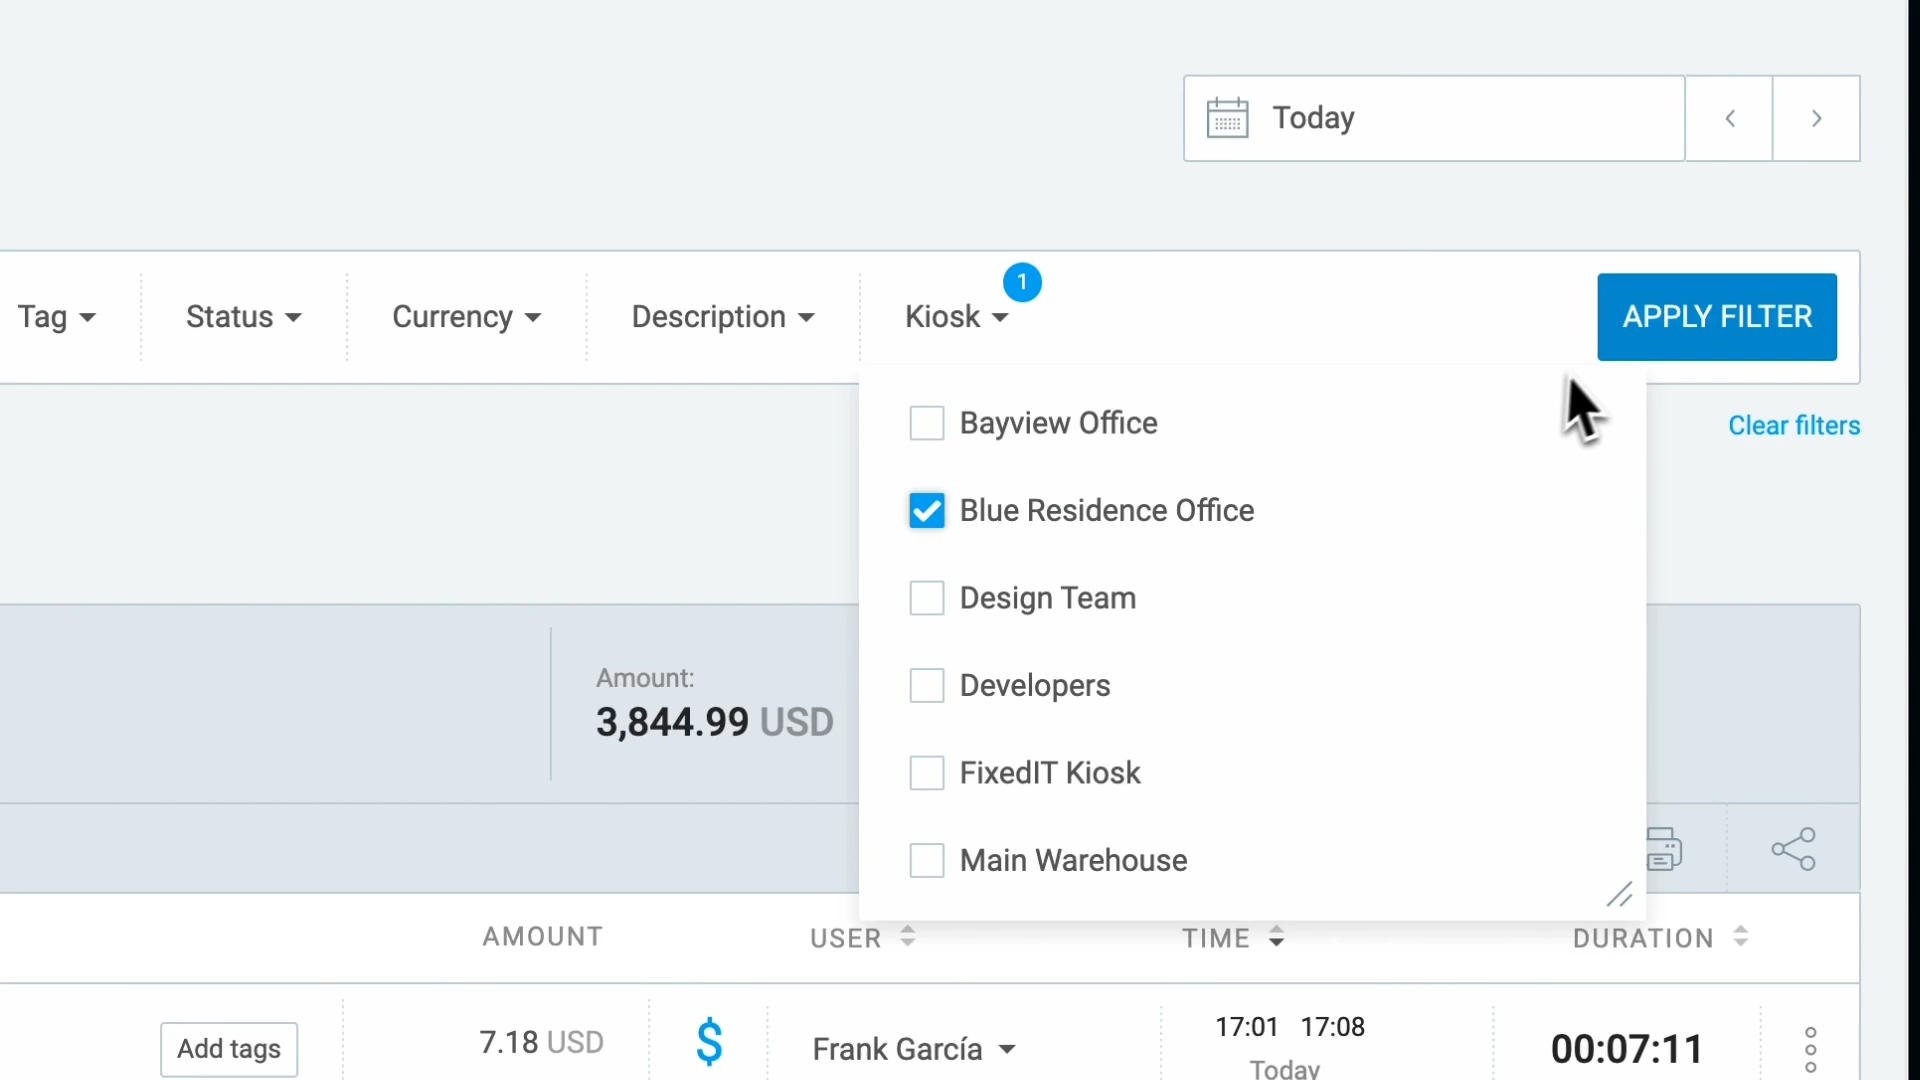 Today
Tag Status Currency Description Kiosk 1 APPLY FILTER
Clear filters
Bayview Office
Blue Residence Office
Design Team
Developers
FixedIT Kiosk
Main Warehouse
Amount:
3,844.99 USD
AMOUNT USER TIME DURATION
Add tags 7.18 USD $ Frank García 17:01 17:08 00:07:11
Today